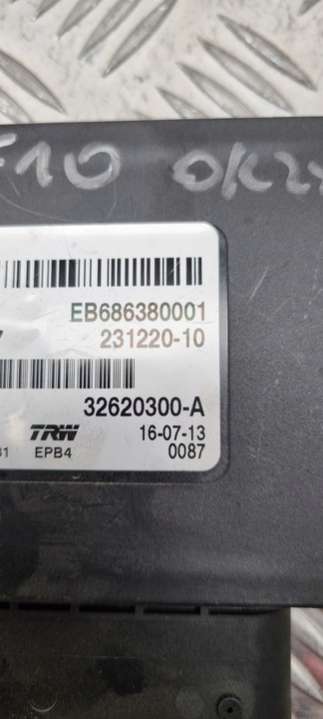 F10 OK
EB686380001
231220-10
32620300-A
TRW 16-07-13
EPB4 0087